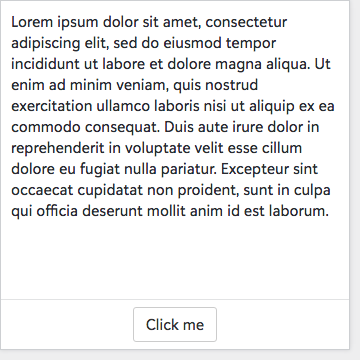 Lorem ipsum dolor sit amet, consectetur
adipiscing elit, sed do eiusmod tempor
incididunt ut labore et dolore magna aliqua. Ut
enim ad minim veniam, quis nostrud
exercitation ullamco laboris nisi ut aliquip ex ea
commodo consequat. Duis aute irure dolor in
reprehenderit in voluptate velit esse cillum
dolore eu fugiat nulla pariatur. Excepteur sint
occaecat cupidatat non proident, sunt in culpa
qui officia deserunt mollit anim id est laborum.
Click me